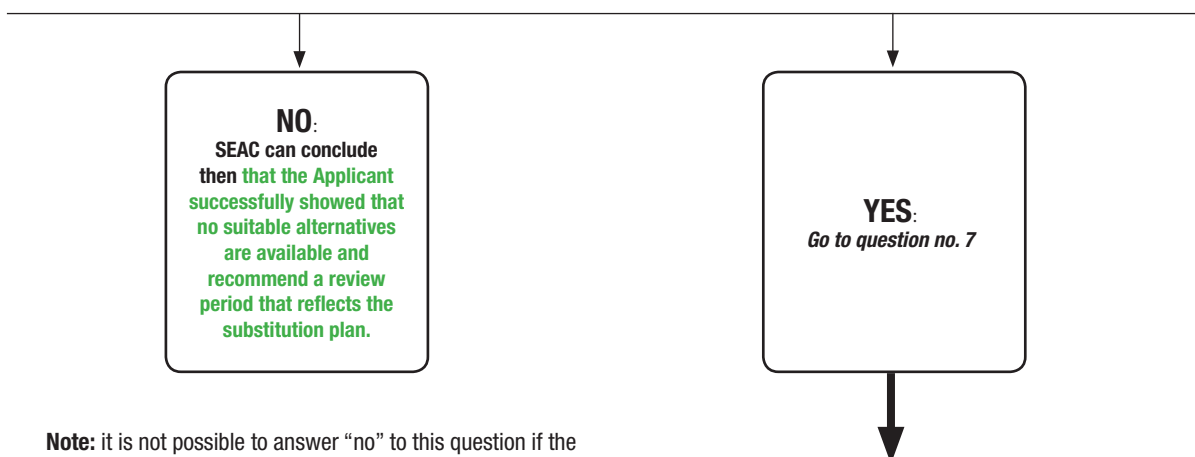 NO:
SEAC can conclude
then that the Applicant
successfully showed that
no suitable alternatives
are available and
recommend a review
period that reflects the
substitution plan.
YES:
Go to question no. 7
Note: it is not possible to answer “no” to this question if the